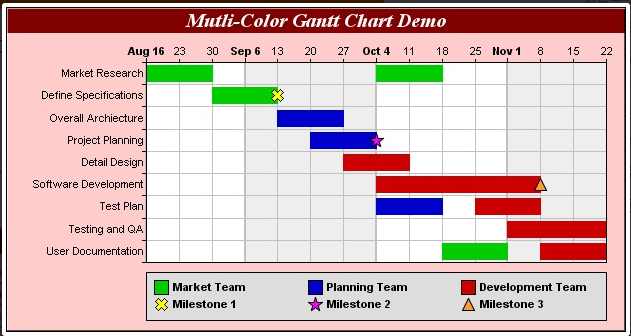 Mutli-Color Gantt Chart Demo
Aug 16 23 30 Sep 6 13 20 27 Oct 4 11 18 25 Nov 1 8 15 22
Market Research
Define Specifications
Overall Archiecture
Project Planning
Detail Design
Software Development
Test Plan
Testing and QA
User Documentation
Market Team Planning Team Development Team
Milestone 1 Milestone 2 Milestone 3